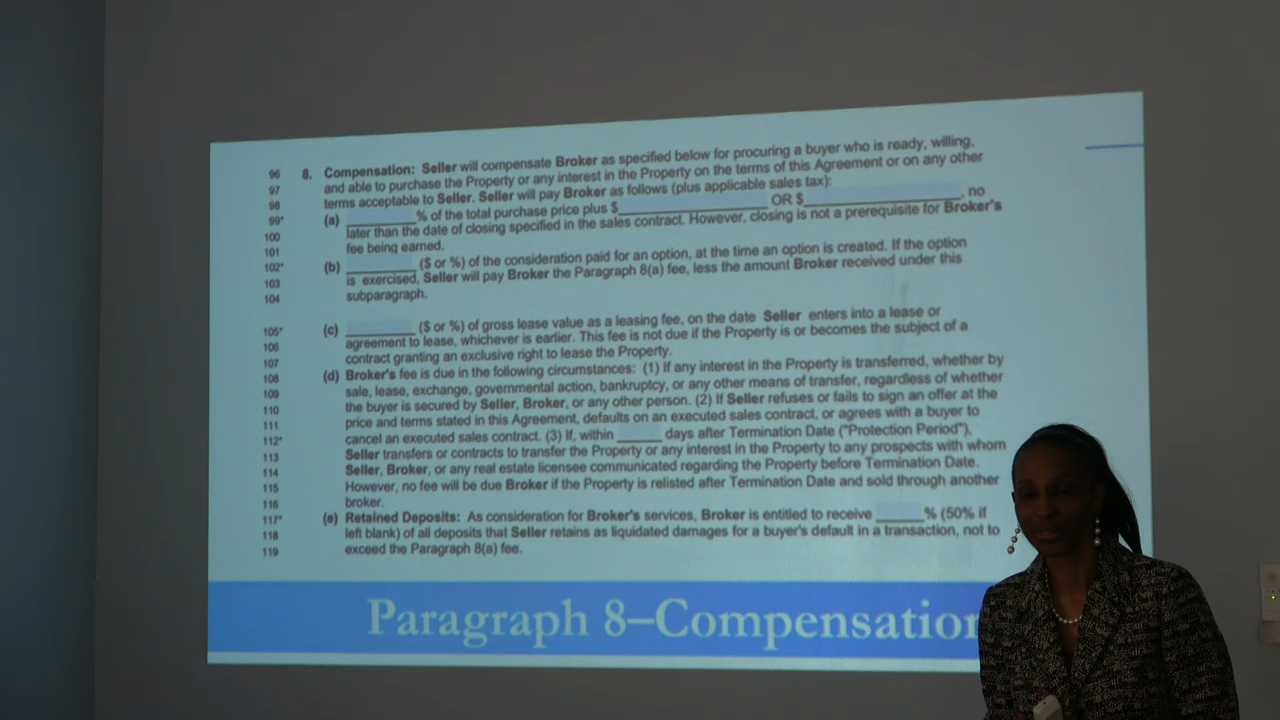 96 8. Compensation: Seller will compensate Broker as specified below for procuring a buyer who is ready, willing,
97 and able to purchase the Property or any interest in the Property on the terms of this Agreement or on any other
98 terms acceptable to Seller. Seller will pay Broker as follows (plus applicable sales tax):
99* (a) ________ % of the total purchase price plus $________ OR $________, no
100 later than the date of closing specified in the sales contract. However, closing is not a prerequisite for Broker's
101 fee being earned.
102* (b) ________ ($ or %) of the consideration paid for an option, at the time an option is created. If the option
103 is exercised, Seller will pay Broker the Paragraph 8(a) fee, less the amount Broker received under this
104 subparagraph.
105* (c) ________ ($ or %) of gross lease value as a leasing fee, on the date Seller enters into a lease or
106 agreement to lease, whichever is earlier. This fee is not due if the Property is or becomes the subject of a
107 contract granting an exclusive right to lease the Property.
108 (d) Broker's fee is due in the following circumstances: (1) If any interest in the Property is transferred, whether by
109 sale, lease, exchange, governmental action, bankruptcy, or any other means of transfer, regardless of whether
110 the buyer is secured by Seller, Broker, or any other person. (2) If Seller refuses or fails to sign an offer at the
111 price and terms stated in this Agreement, defaults on an executed sales contract, or agrees with a buyer to
112* cancel an executed sales contract. (3) If, within _____ days after Termination Date ("Protection Period"),
113 Seller transfers or contracts to transfer the Property or any interest in the Property to any prospects with whom
114 Seller, Broker, or any real estate licensee communicated regarding the Property before Termination Date.
115 However, no fee will be due Broker if the Property is relisted after Termination Date and sold through another
116 broker.
117* (e) Retained Deposits: As consideration for Broker's services, Broker is entitled to receive _____% (50% if
118 left blank) of all deposits that Seller retains as liquidated damages for a buyer's default in a transaction, not to
119 exceed the Paragraph 8(a) fee.
Paragraph 8–Compensation